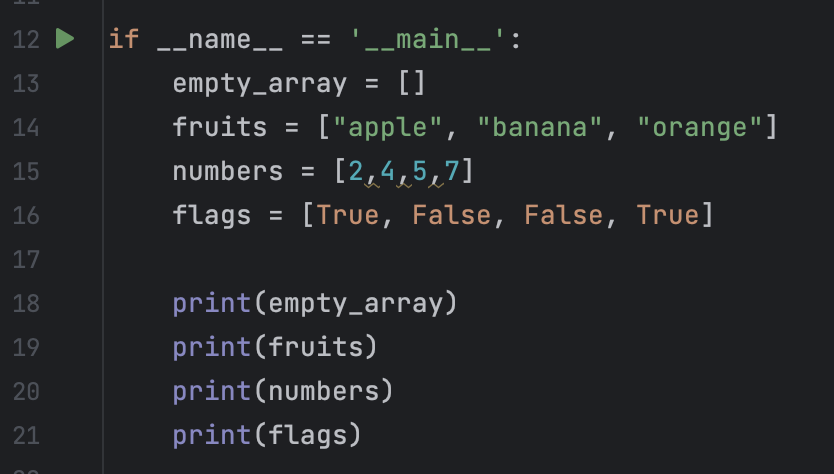 12 if __name__ == '__main__':
13     empty_array = []
14     fruits = ["apple", "banana", "orange"]
15     numbers = [2,4,5,7]
16     flags = [True, False, False, True]
17
18     print(empty_array)
19     print(fruits)
20     print(numbers)
21     print(flags)